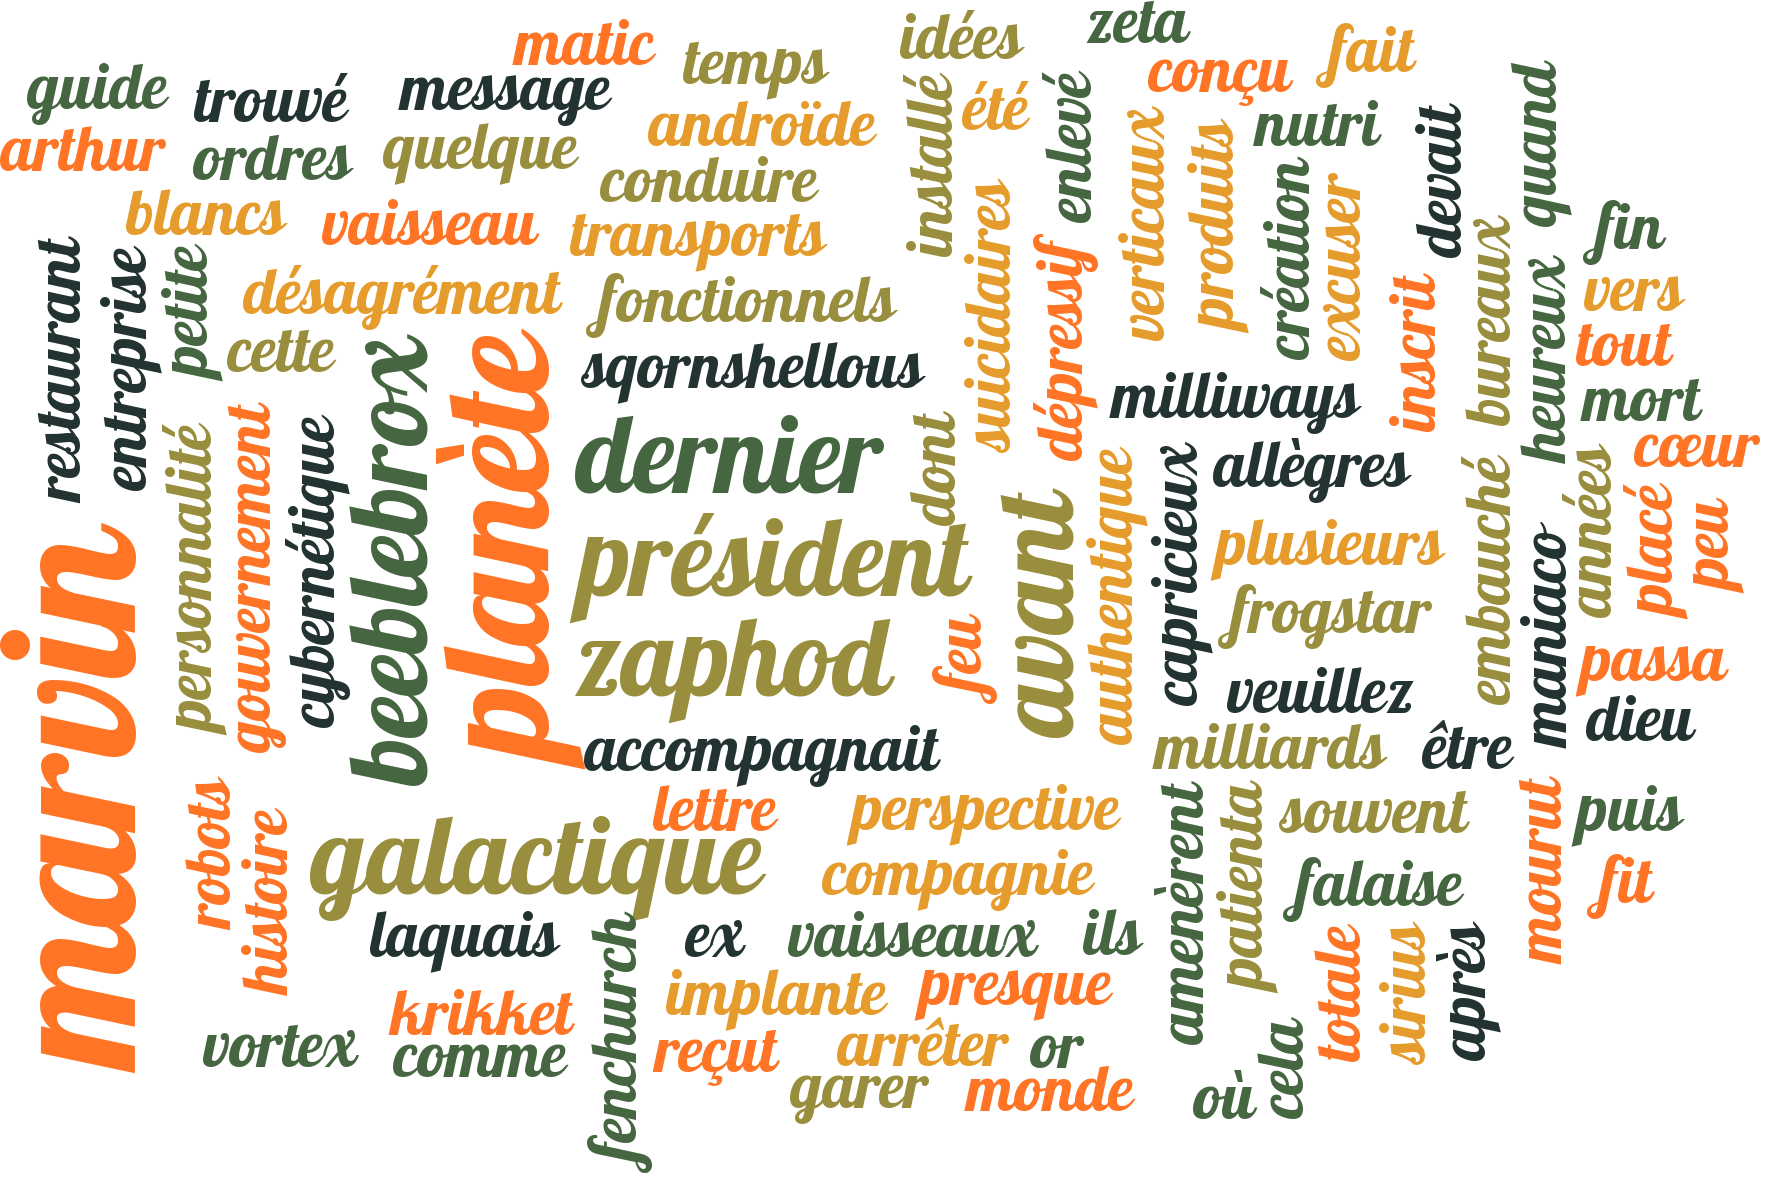 zeta
idées
matic
temps
fait
guide
trouvé
message
conçu
arthur
ordres
quelque
androïde
installé
été
enlevé
verticaux
produits
nutri
devait
quand
blancs
vaisseau
conduire
transports
suicidaires
dépressif
création
excuser
fin
restaurant
entreprise
petite
désagrément
fonctionnels
inscrit
bureaux
heureux
vers
tout
cette
beeblebrox
planète
sqornshellous
milliways
mort
personnalité
gouvernement
cybernétique
dernier
dont
allègres
cœur
marvin
président
avant
authentique
capricieux
plusieurs
embauché
maniaco
années
placé
peu
zaphod
feu
frogstar
veuillez
passa
dieu
accompagnait
milliards
être
robots
histoire
lettre
galactique
perspective
compagnie
amenèrent
patienta
souvent
falaise
mourut
puis
fit
laquais
fenchurch
ex
vaisseaux
ils
totale
sirius
après
krikket
implante
presque
vortex
comme
reçut
arrêter
or
garer
monde
où
cela